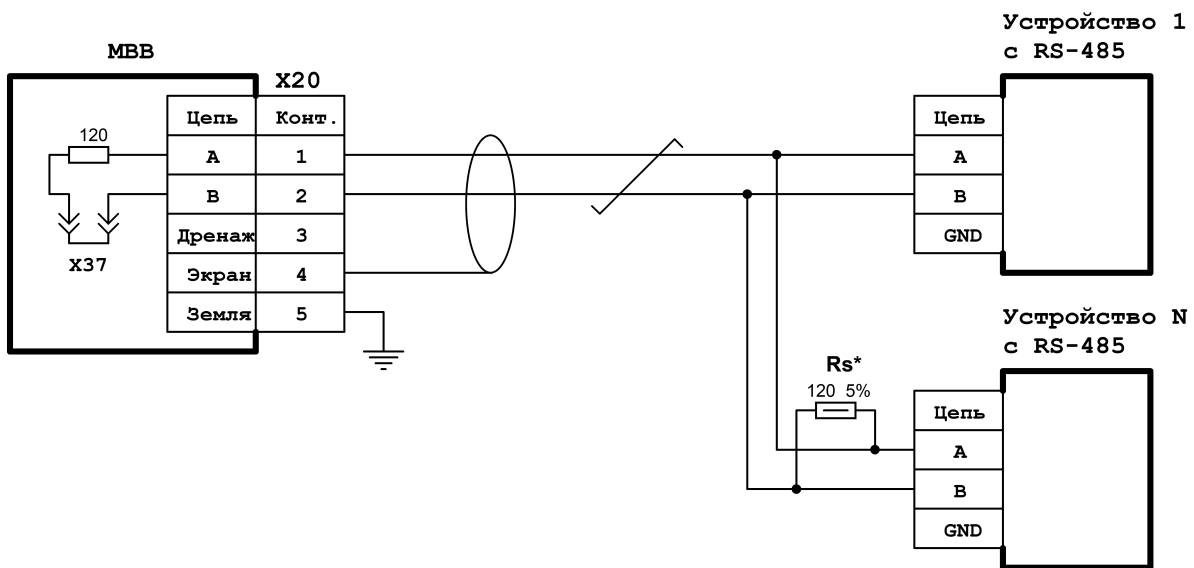 МВВ
X20
Цепь Конт.
120
А 1
В 2
Дренаж 3
Экран 4
Земля 5
X37
Устройство 1
с RS-485
Цепь
А
В
GND
Устройство N
с RS-485
Rs*
120 5%
Цепь
А
В
GND